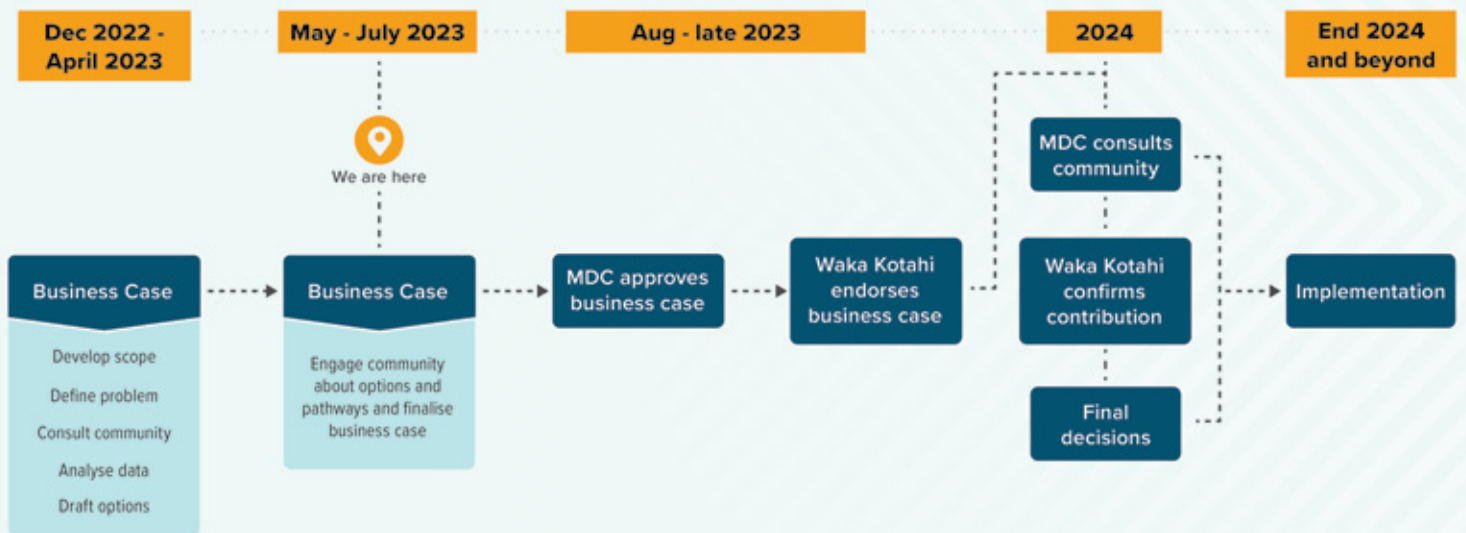 Dec 2022 -
April 2023
May - July 2023
Aug - late 2023
2024
End 2024
and beyond
We are here
Business Case
Develop scope
Define problem
Consult community
Analyse data
Draft options
Business Case
Engage community
about options and
pathways and finalise
business case
MDC approves
business case
Waka Kotahi
endorses
business case
MDC consults
community
Waka Kotahi
confirms
contribution
Final
decisions
Implementation